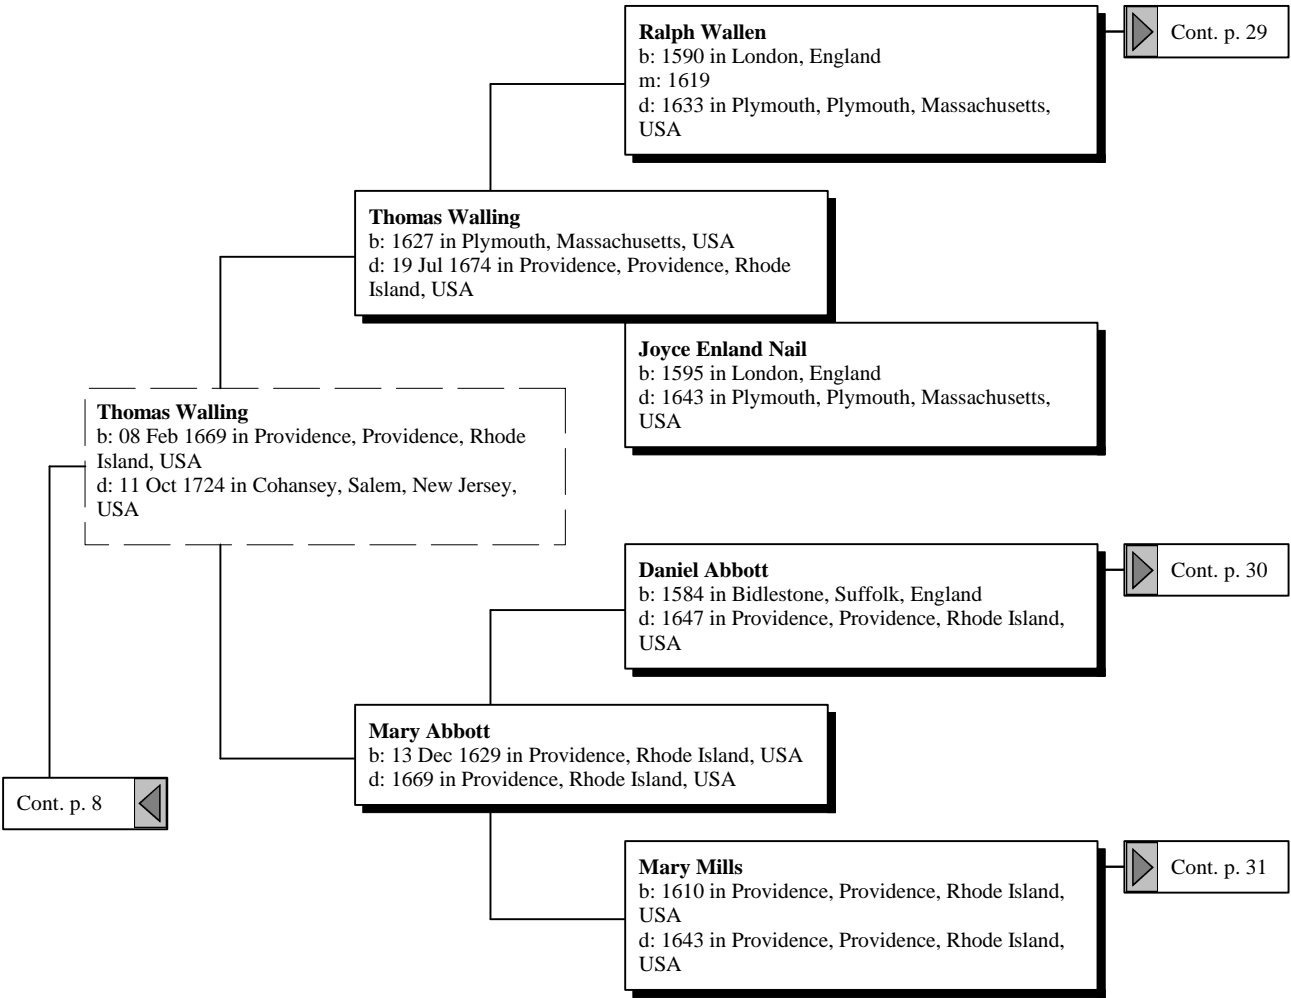 Ralph Wallen
b: 1590 in London, England
m: 1619
d: 1633 in Plymouth, Plymouth, Massachusetts,
USA
Cont. p. 29
Thomas Walling
b: 1627 in Plymouth, Massachusetts, USA
d: 19 Jul 1674 in Providence, Providence, Rhode
Island, USA
Joyce Enland Nail
b: 1595 in London, England
d: 1643 in Plymouth, Plymouth, Massachusetts,
USA
Thomas Walling
b: 08 Feb 1669 in Providence, Providence, Rhode
Island, USA
d: 11 Oct 1724 in Cohansey, Salem, New Jersey,
USA
Daniel Abbott
b: 1584 in Bidlestone, Suffolk, England
d: 1647 in Providence, Providence, Rhode Island,
USA
Cont. p. 30
Mary Abbott
b: 13 Dec 1629 in Providence, Rhode Island, USA
d: 1669 in Providence, Rhode Island, USA
Cont. p. 8
Mary Mills
b: 1610 in Providence, Providence, Rhode Island,
USA
d: 1643 in Providence, Providence, Rhode Island,
USA
Cont. p. 31